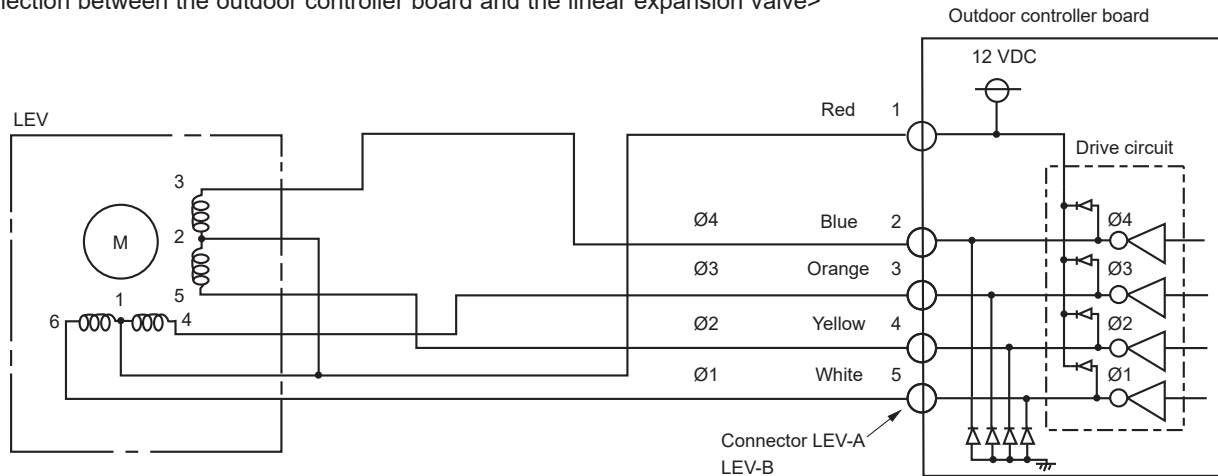 nection between the outdoor controller board and the linear expansion valve>
Outdoor controller board
12 VDC
LEV
Red 1
Drive circuit
3
Ø4 Blue 2 Ø4
M 2
Ø3 Orange 3 Ø3
5
1
6 4
Ø2 Yellow 4 Ø2
Ø1 White 5 Ø1
Connector LEV-A
LEV-B